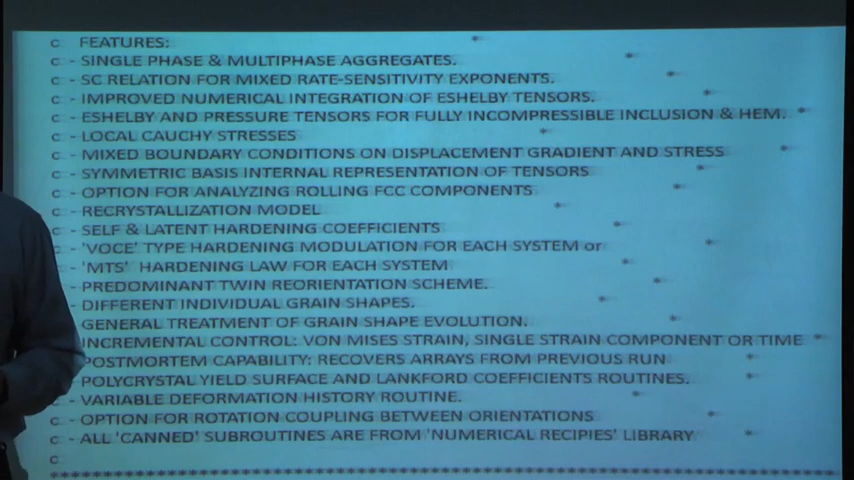 C FEATURES: *
C - SINGLE PHASE & MULTIPHASE AGGREGATES. *
C - SC RELATION FOR MIXED RATE-SENSITIVITY EXPONENTS. *
C - IMPROVED NUMERICAL INTEGRATION OF ESHELBY TENSORS. *
C - ESHELBY AND PRESSURE TENSORS FOR FULLY INCOMPRESSIBLE INCLUSION & HEM. *
C - LOCAL CAUCHY STRESSES *
C - MIXED BOUNDARY CONDITIONS ON DISPLACEMENT GRADIENT AND STRESS *
C - SYMMETRIC BASIS INTERNAL REPRESENTATION OF TENSORS *
C - OPTION FOR ANALYZING ROLLING FCC COMPONENTS *
C - RECRYSTALLIZATION MODEL *
C - SELF & LATENT HARDENING COEFFICIENTS *
C - 'VOCE' TYPE HARDENING MODULATION FOR EACH SYSTEM or *
- 'MTS' HARDENING LAW FOR EACH SYSTEM *
- PREDOMINANT TWIN REORIENTATION SCHEME. *
- DIFFERENT INDIVIDUAL GRAIN SHAPES. *
GENERAL TREATMENT OF GRAIN SHAPE EVOLUTION. *
INCREMENTAL CONTROL: VON MISES STRAIN, SINGLE STRAIN COMPONENT OR TIME *
POSTMORTEM CAPABILITY: RECOVERS ARRAYS FROM PREVIOUS RUN *
POLYCRYSTAL YIELD SURFACE AND LANKFORD COEFFICIENTS ROUTINES. *
- VARIABLE DEFORMATION HISTORY ROUTINE. *
C - OPTION FOR ROTATION COUPLING BETWEEN ORIENTATIONS *
C - ALL 'CANNED' SUBROUTINES ARE FROM 'NUMERICAL RECIPIES' LIBRARY *
C